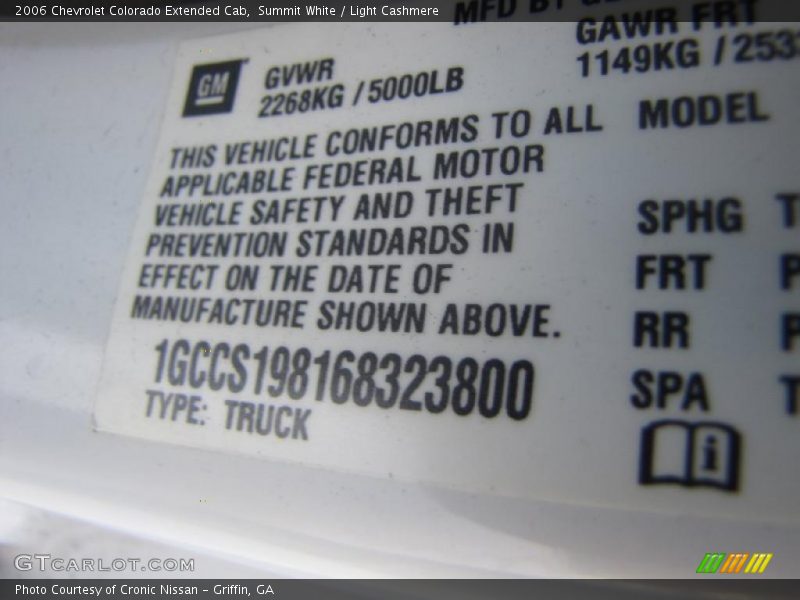 2006 Chevrolet Colorado Extended Cab, Summit White / Light Cashmere
MFD BY
GAWR FRT
1149KG / 253
GM
GVWR
2268KG / 5000LB
THIS VEHICLE CONFORMS TO ALL
APPLICABLE FEDERAL MOTOR
VEHICLE SAFETY AND THEFT
PREVENTION STANDARDS IN
EFFECT ON THE DATE OF
MANUFACTURE SHOWN ABOVE.
1GCCS198168323800
TYPE: TRUCK
MODEL
SPHG T
FRT P
RR P
SPA T
i
GTCARLOT.COM
Photo Courtesy of Cronic Nissan – Griffin, GA